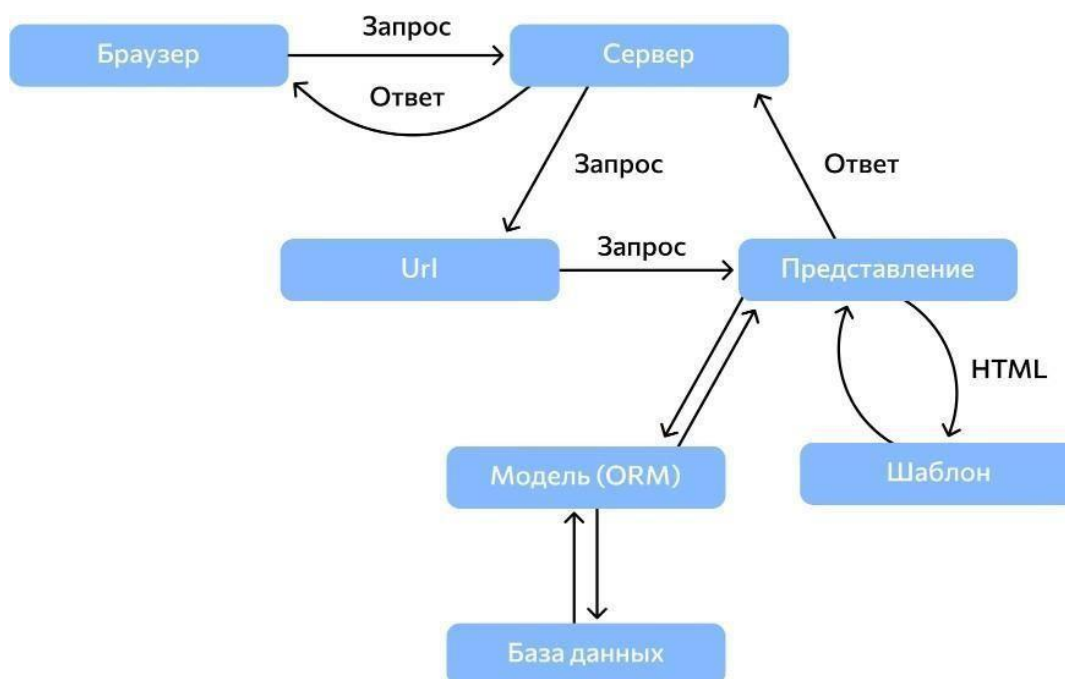 Запрос
Браузер
Сервер
Ответ
Запрос
Ответ
Url
Запрос
Представление
HTML
Модель (ORM)
Шаблон
База данных